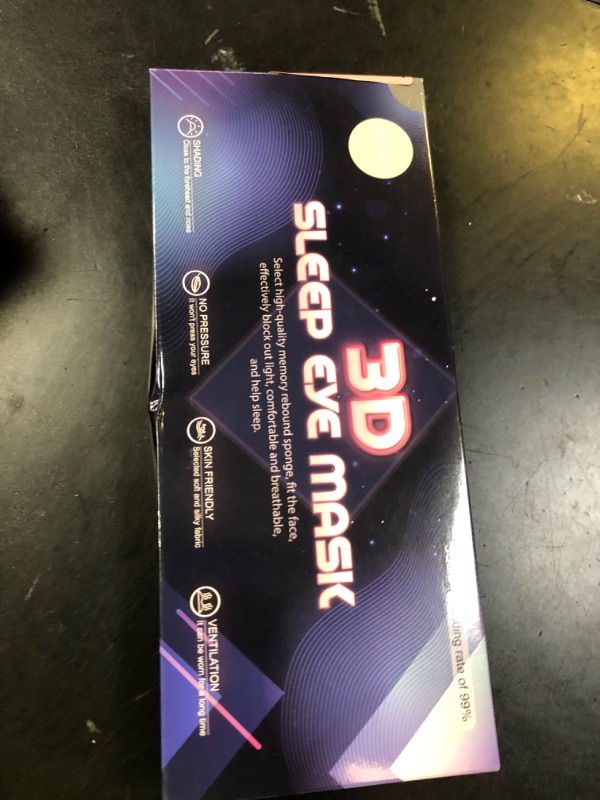 rate of 99%
3D
SLEEP EYE MASK
Select high-quality memory rebound sponge, fit the face,
effectively block out light, comfortable and breathable,
and help sleep.
SHADING
Close to the forehead and nose
NO PRESSURE
It won't press your eyes
SKIN FRIENDLY
Selected soft and silky fabric
VENTILATION
It can be worn for a long time